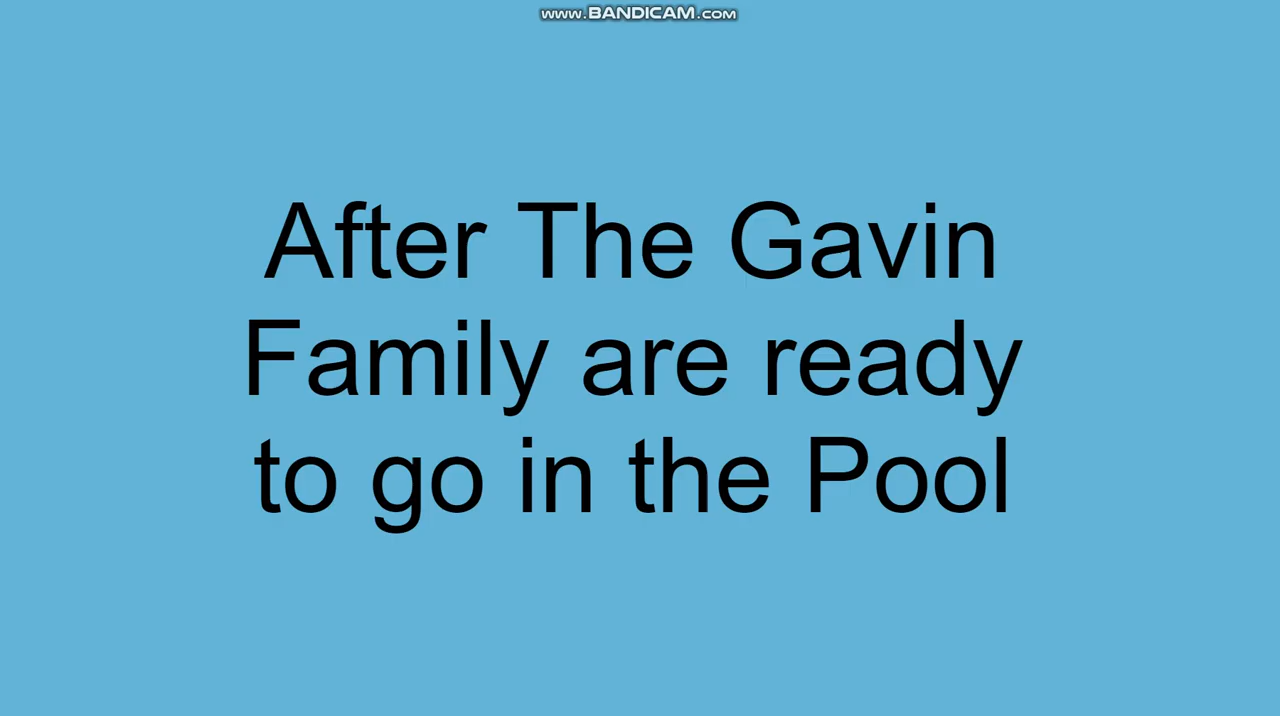 www.BANDICAM.com
After The Gavin
Family are ready
to go in the Pool